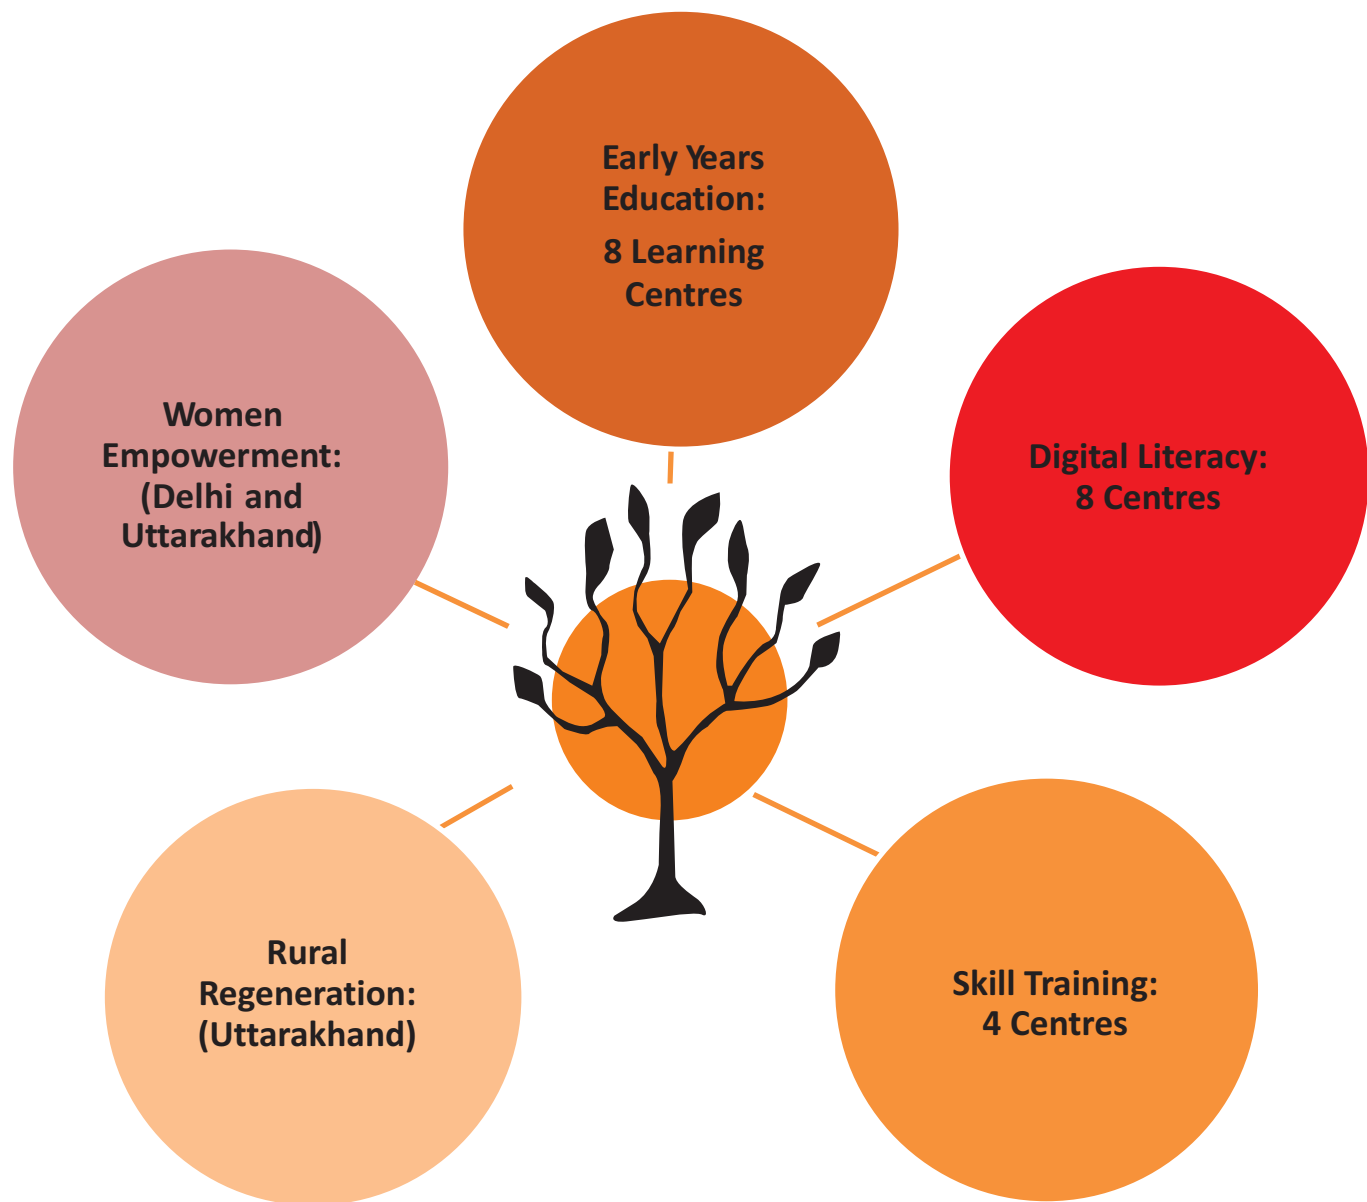 Early Years
Education:
8 Learning
Centres
Women
Empowerment:
(Delhi and
Uttarakhand)
Digital Literacy:
8 Centres
Rural
Regeneration:
(Uttarakhand)
Skill Training:
4 Centres